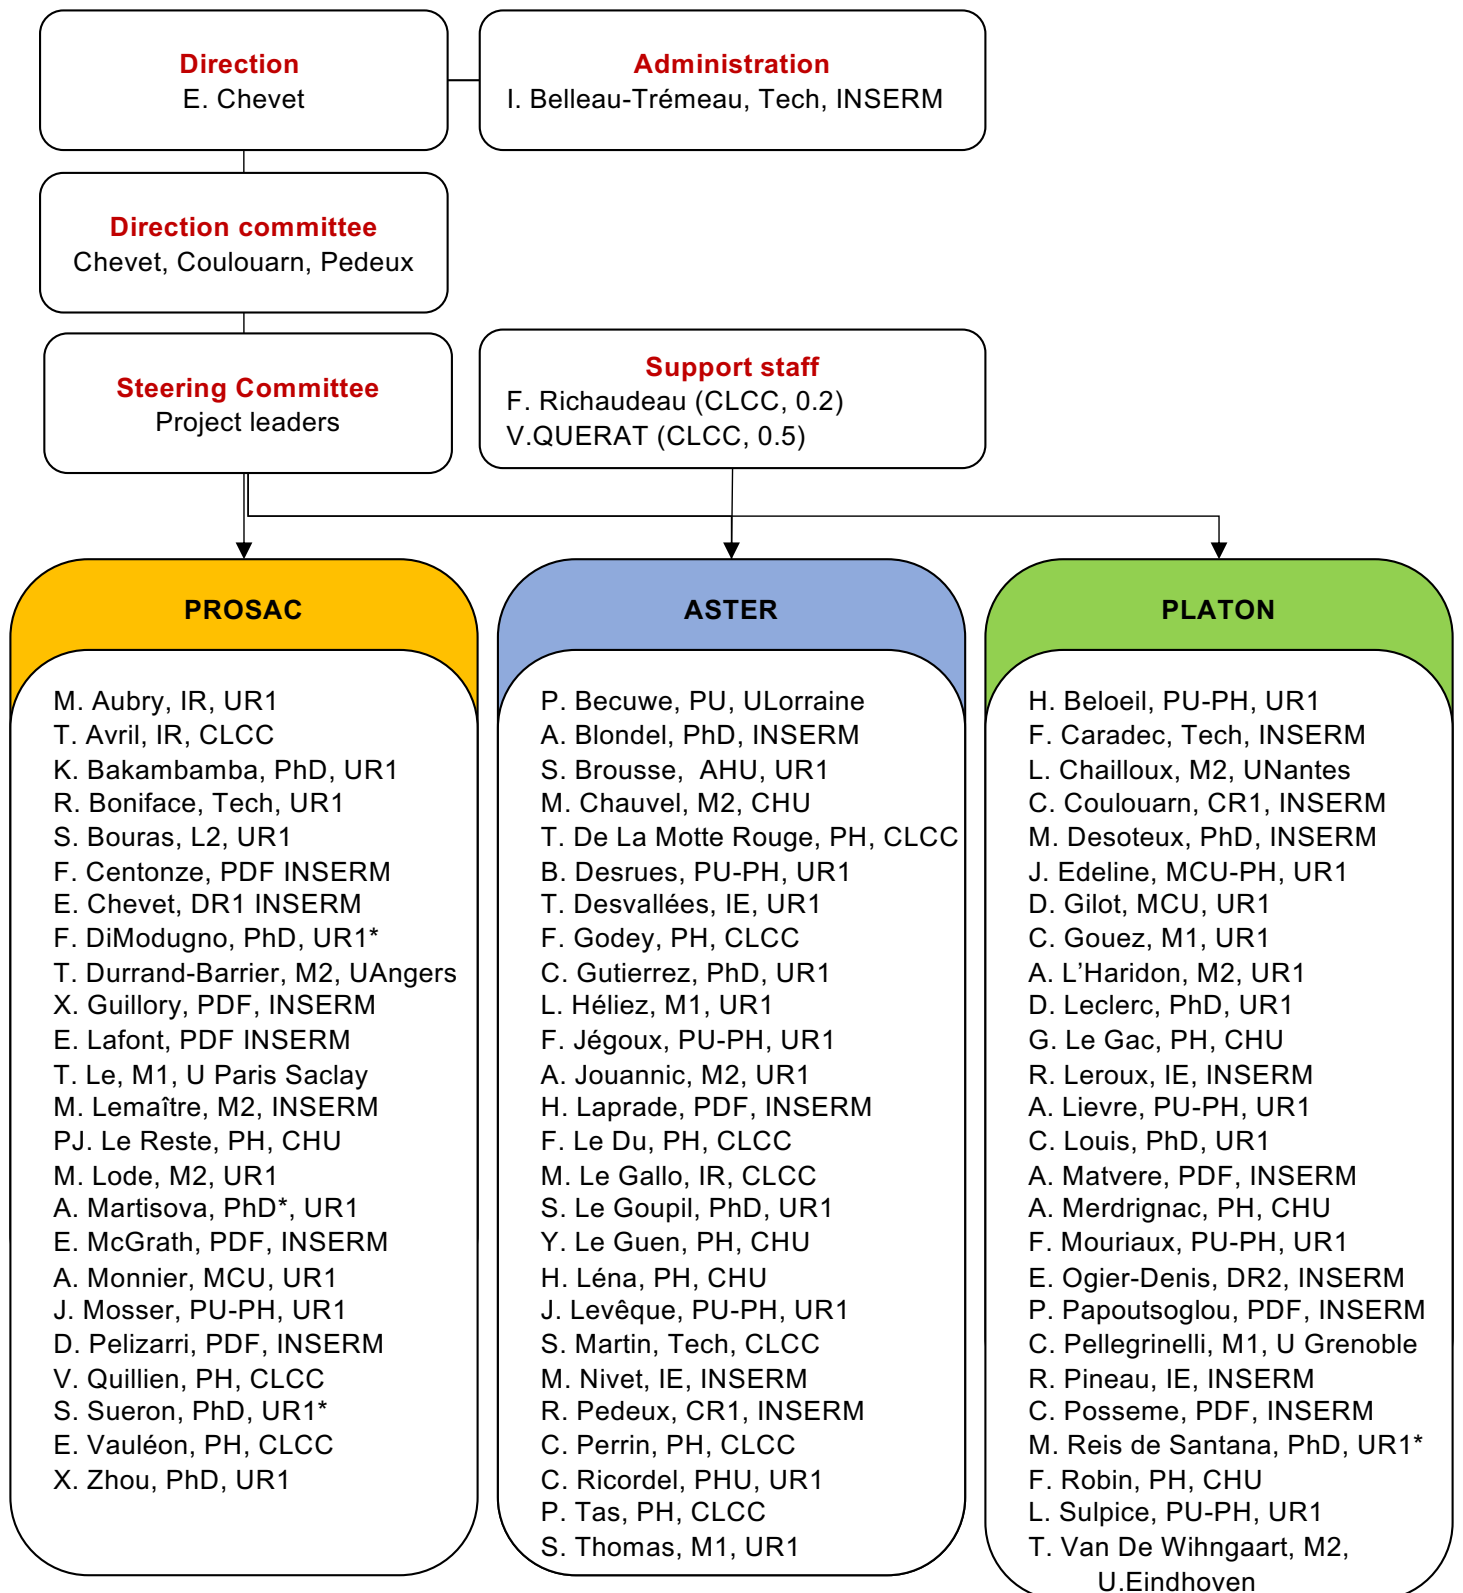 Direction
E. Chevet
Administration
I. Belleau-Trémeau, Tech, INSERM
Direction committee
Chevet, Coulouarn, Pedeux
Steering Committee
Project leaders
Support staff
F. Richaudeau (CLCC, 0.2)
V.QUERAT (CLCC, 0.5)
PROSAC
M. Aubry, IR, UR1
T. Avril, IR, CLCC
K. Bakambamba, PhD, UR1
R. Boniface, Tech, UR1
S. Bouras, L2, UR1
F. Centonze, PDF INSERM
E. Chevet, DR1 INSERM
F. DiModugno, PhD, UR1*
T. Durrand-Barrier, M2, UAngers
X. Guillory, PDF, INSERM
E. Lafont, PDF INSERM
T. Le, M1, U Paris Saclay
M. Lemaître, M2, INSERM
PJ. Le Reste, PH, CHU
M. Lode, M2, UR1
A. Martisova, PhD*, UR1
E. McGrath, PDF, INSERM
A. Monnier, MCU, UR1
J. Mosser, PU-PH, UR1
D. Pelizarri, PDF, INSERM
V. Quillien, PH, CLCC
S. Sueron, PhD, UR1*
E. Vauléon, PH, CLCC
X. Zhou, PhD, UR1
ASTER
P. Becuwe, PU, ULorraine
A. Blondel, PhD, INSERM
S. Brousse, AHU, UR1
M. Chauvel, M2, CHU
T. De La Motte Rouge, PH, CLCC
B. Desrues, PU-PH, UR1
T. Desvallées, IE, UR1
F. Godey, PH, CLCC
C. Gutierrez, PhD, UR1
L. Héliez, M1, UR1
F. Jégoux, PU-PH, UR1
A. Jouannic, M2, UR1
H. Laprade, PDF, INSERM
F. Le Du, PH, CLCC
M. Le Gallo, IR, CLCC
S. Le Goupil, PhD, UR1
Y. Le Guen, PH, CHU
H. Léna, PH, CHU
J. Levêque, PU-PH, UR1
S. Martin, Tech, CLCC
M. Nivet, IE, INSERM
R. Pedeux, CR1, INSERM
C. Perrin, PH, CLCC
C. Ricordel, PHU, UR1
P. Tas, PH, CLCC
S. Thomas, M1, UR1
PLATON
H. Beloeil, PU-PH, UR1
F. Caradec, Tech, INSERM
L. Chailloux, M2, UNantes
C. Coulouarn, CR1, INSERM
M. Desoteux, PhD, INSERM
J. Edeline, MCU-PH, UR1
D. Gilot, MCU, UR1
C. Gouez, M1, UR1
A. L’Haridon, M2, UR1
D. Leclerc, PhD, UR1
G. Le Gac, PH, CHU
R. Leroux, IE, INSERM
A. Lievre, PU-PH, UR1
C. Louis, PhD, UR1
A. Matvere, PDF, INSERM
A. Merdrignac, PH, CHU
F. Mouriaux, PU-PH, UR1
E. Ogier-Denis, DR2, INSERM
P. Papoutsoglou, PDF, INSERM
C. Pellegrinelli, M1, U Grenoble
R. Pineau, IE, INSERM
C. Posseme, PDF, INSERM
M. Reis de Santana, PhD, UR1*
F. Robin, PH, CHU
L. Sulpice, PU-PH, UR1
T. Van De Wihngaart, M2,
U.Eindhoven